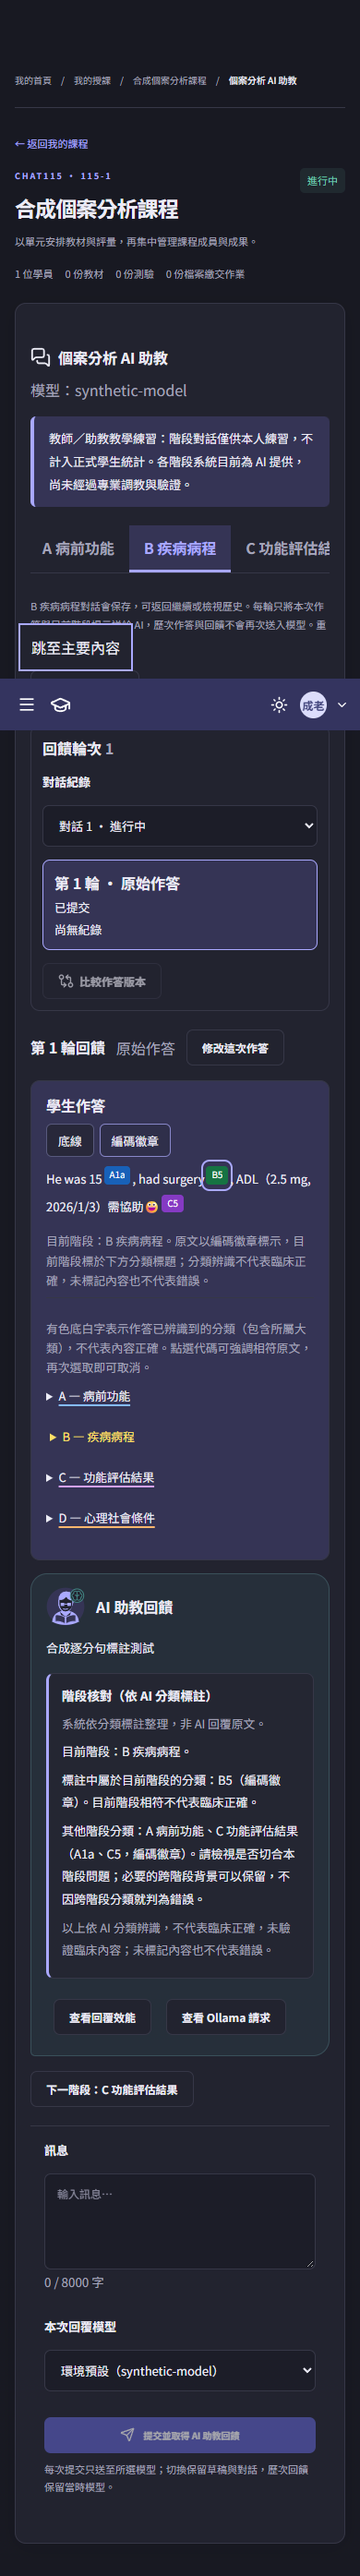 我的首頁 / 我的授課 / 合成個案分析課程 / 個案分析 AI 助教
← 返回我的課程
CHAT115 • 115-1
進行中
合成個案分析課程
以單元安排教材與評量，再集中管理課程成員與成果。
1 位學員 0 份教材 0 份測驗 0 份檔案繳交作業
個案分析 AI 助教
模型：synthetic-model
教師／助教教學練習：階段對話僅供本人練習，不
計入正式學生統計。各階段系統目前為 AI 提供，
尚未經過專業調教與驗證。
A 病前功能 B 疾病病程 C 功能評估結
B 疾病病程對話會保存，可返回繼續或檢視歷史。每輪只將本次作
AI，歷次作答與回饋不會再次送入模型。重
跳至主要內容
成老
回饋輪次 1
對話紀錄
對話 1 • 進行中
第 1 輪 • 原始作答
已提交
尚無紀錄
比較作答版本
第 1 輪回饋 原始作答 修改這次作答
學生作答
底線 編碼徽章
He was 15 A1a , had surgery B5 , ADL（2.5 mg,
2026/1/3）需協助😀 C5
目前階段：B 疾病病程。原文以編碼徽章標示，目
前階段標於下方分類標題；分類辨識不代表臨床正
確，未標記內容也不代表錯誤。
有色底白字表示作答已辨識到的分類（包含所屬大
類），不代表內容正確。點選代碼可強調相符原文，
再次選取即可取消。
▶ A — 病前功能
▶ B — 疾病病程
▶ C — 功能評估結果
▶ D — 心理社會條件
AI 助教回饋
合成逐分句標註測試
階段核對（依 AI 分類標註）
系統依分類標註整理，非 AI 回覆原文。
目前階段：B 疾病病程。
標註中屬於目前階段的分類：B5（編碼徽
章）。目前階段相符不代表臨床正確。
其他階段分類：A 病前功能、C 功能評估結果
（A1a、C5，編碼徽章）。請檢視是否切合本
階段問題；必要的跨階段背景可以保留，不
因跨階段分類就判為錯誤。
以上依 AI 分類辨識，不代表臨床正確，未驗
證臨床內容；未標記內容也不代表錯誤。
查看回覆效能 查看 Ollama 請求
下一階段：C 功能評估結果
訊息
輸入訊息…
0 / 8000 字
本次回覆模型
環境預設（synthetic-model）
提交並取得 AI 助教回饋
每次提交只送至所選模型；切換保留草稿與對話，歷次回饋
保留當時模型。